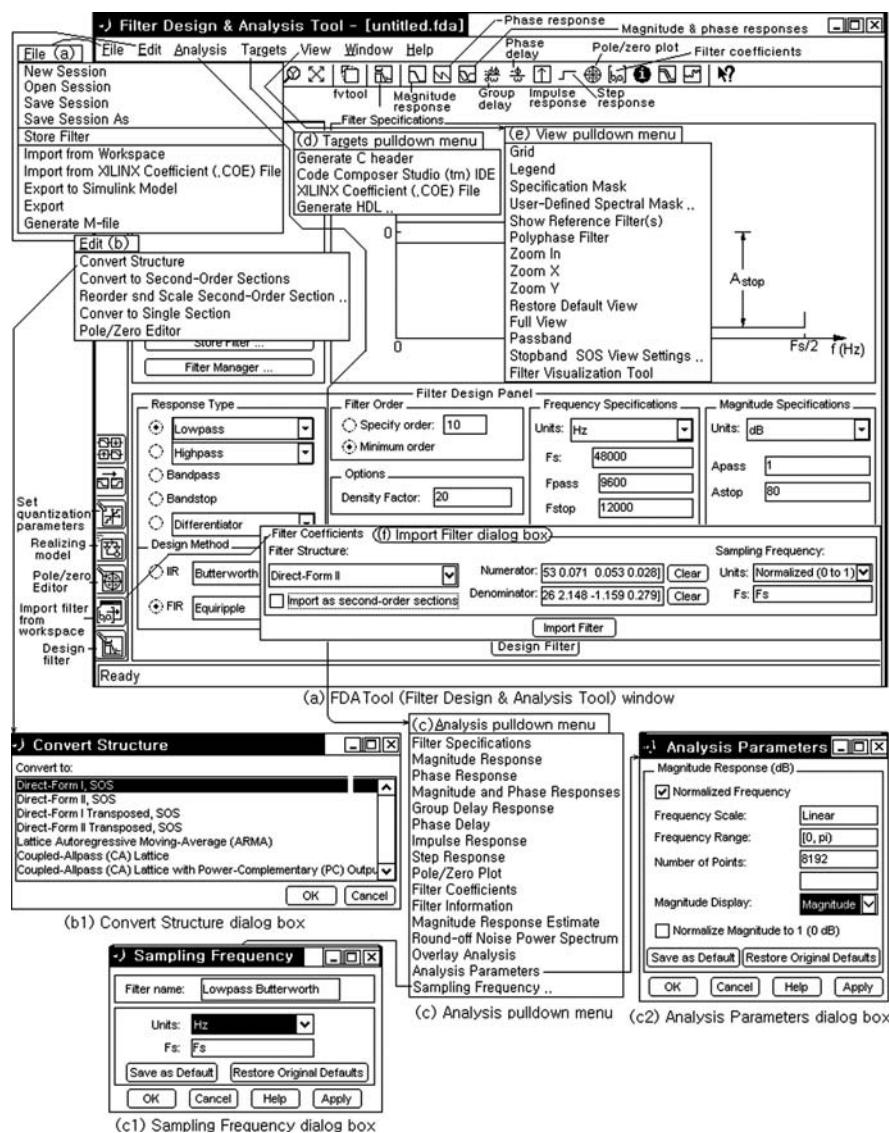 Filter Design & Analysis Tool - [untitled.fda]
Phase response
Magnitude & phase responses
File Edit Analysis Targets View Window Help
Phase delay
Pole/zero plot
Filter coefficients
fvtool
Magnitude response
Group delay
Impulse response
Step response
File (a)
New Session
Open Session
Save Session
Save Session As
Store Filter
Import from Workspace
Import from XILINX Coefficient (.COE) File
Export to Simulink Model
Export
Generate M-file
Edit (b)
Convert Structure
Convert to Second-Order Sections
Reorder snd Scale Second-Order Section ..
Conver to Single Section
Pole/Zero Editor
Store Filter ...
Filter Manager ...
Filter Specifications
(d) Targets pulldown menu
Generate C header
Code Composer Studio (tm) IDE
XILINX Coefficient (.COE) File
Generate HDL ..
(e) View pulldown menu
Grid
Legend
Specification Mask
User-Defined Spectral Mask ..
Show Reference Filter(s)
Polyphase Filter
Zoom In
Zoom X
Zoom Y
Restore Default View
Full View
Passband
Stopband SOS View Settings ..
Filter Visualization Tool
0
0
Astop
Fs/2
f (Hz)
Filter Design Panel
Response Type
Lowpass
Highpass
Bandpass
Bandstop
Differentiator
Design Method
IIR Butterworth
FIR Equiripple
Filter Order
Specify order: 10
Minimum order
Options
Density Factor: 20
Frequency Specifications
Units: Hz
Fs: 48000
Fpass 9600
Fstop 12000
Magnitude Specifications
Units: dB
Apass 1
Astop 80
Set quantization parameters
Realizing model
Pole/zero Editor
Import filter from workspace
Design filter
Filter Coefficients (f) Import Filter dialog box
Filter Structure:
Direct-Form II
Import as second-order sections
Numerator: 53 0.071 0.053 0.028] Clear
Denominator: 26 2.148 -1.159 0.279] Clear
Sampling Frequency:
Units: Normalized (0 to 1)
Fs: Fs
Import Filter
Design Filter
Ready
(a) FDATool (Filter Design & Analysis Tool) window
Convert Structure
Convert to:
Direct-Form I, SOS
Direct-Form II, SOS
Direct-Form I Transposed, SOS
Direct-Form II Transposed, SOS
Lattice Autoregressive Moving-Average (ARMA)
Coupled-Allpass (CA) Lattice
Coupled-Allpass (CA) Lattice with Power-Complementary (PC) Outpu
OK Cancel
(b1) Convert Structure dialog box
(c) Analysis pulldown menu
Filter Specifications
Magnitude Response
Phase Response
Magnitude and Phase Responses
Group Delay Response
Phase Delay
Impulse Response
Step Response
Pole/Zero Plot
Filter Coefficients
Filter Information
Magnitude Response Estimate
Round-off Noise Power Spectrum
Overlay Analysis
Analysis Parameters
Sampling Frequency ..
(c) Analysis pulldown menu
Analysis Parameters
Magnitude Response (dB)
Normalized Frequency
Frequency Scale: Linear
Frequency Range: [0, pi)
Number of Points: 8192
Magnitude Display: Magnitude
Normalize Magnitude to 1 (0 dB)
Save as Default Restore Original Defaults
OK Cancel Help Apply
(c2) Analysis Parameters dialog box
Sampling Frequency
Filter name: Lowpass Butterworth
Units: Hz
Fs: Fs
Save as Default Restore Original Defaults
OK Cancel Help Apply
(c1) Sampling Frequency dialog box